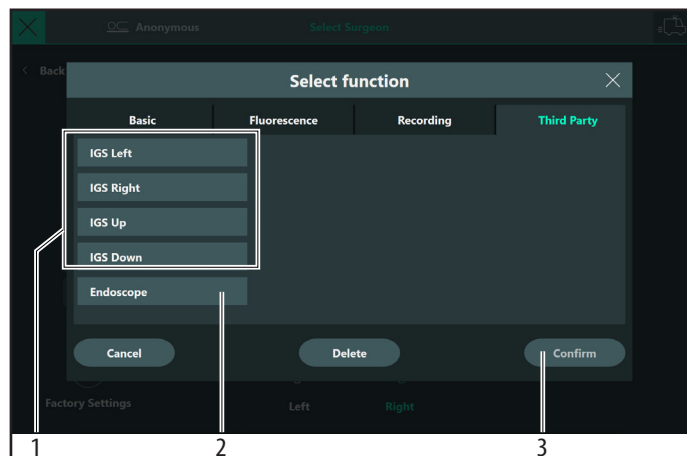 Anonymous Select Surgeon
Back
Select function
Basic Fluorescence Recording Third Party
IGS Left
IGS Right
IGS Up
IGS Down
Endoscope
Cancel Delete Confirm
Factory Settings Left Right
1 2 3